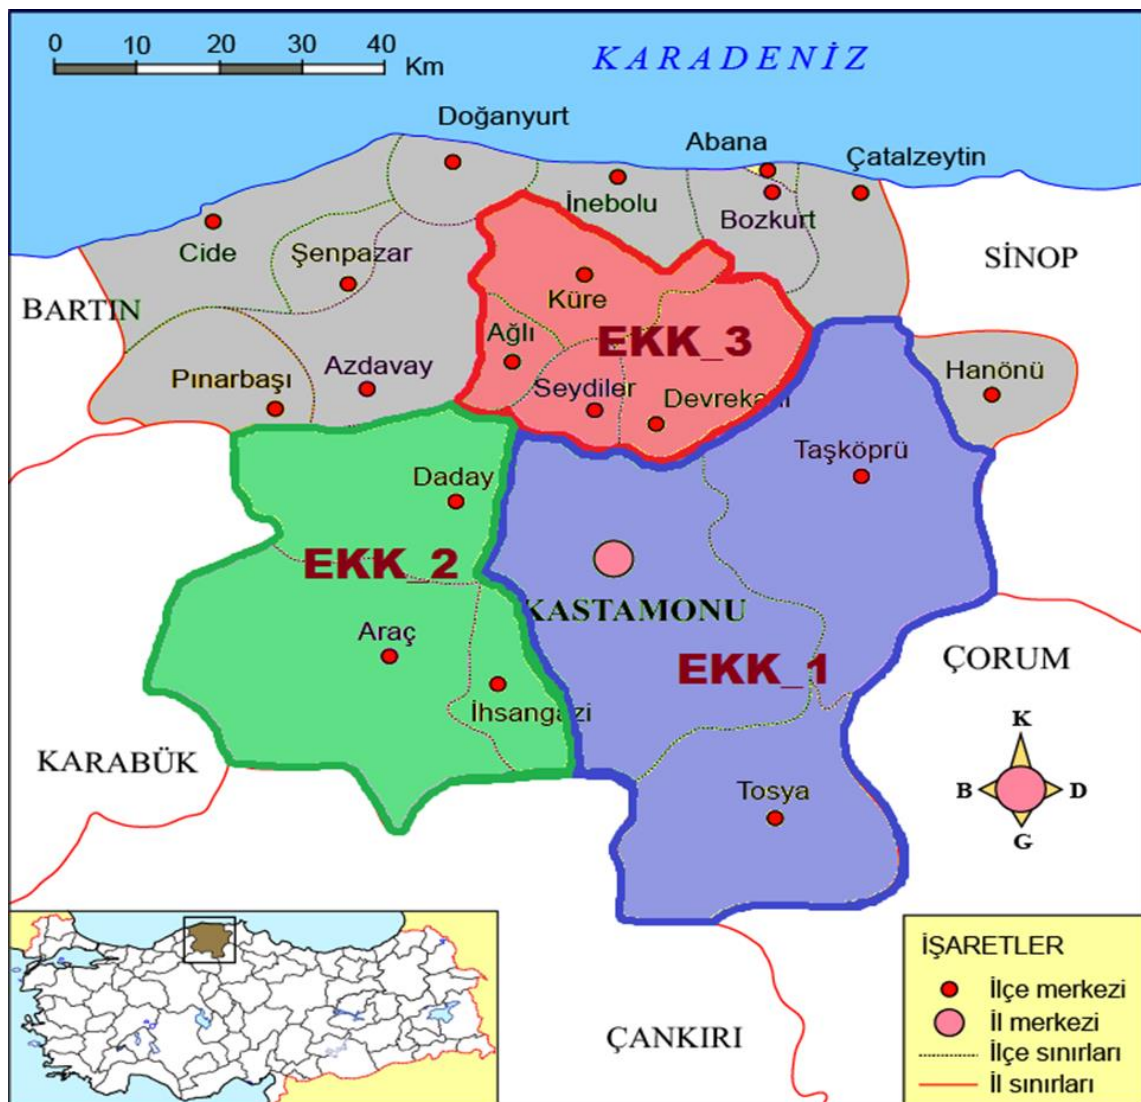 0 10 20 30 40 Km
KARADENİZ
Doğanyurt
Abana
Çatalzeytin
İnebolu
Bozkurt
Cide
Şenpazar
SİNOP
Küre
BARTIN
Ağlı
EKK_3
Azdavay
Pınarbaşı
Seydiler
Devrekani
Hanönü
Taşköprü
Daday
EKK_2
KASTAMONU
Araç
EKK_1
ÇORUM
İhsangazi
K
KARABÜK
B D
Tosya
G
İŞARETLER
İlçe merkezi
İl merkezi
ÇANKIRI
İlçe sınırları
İl sınırları